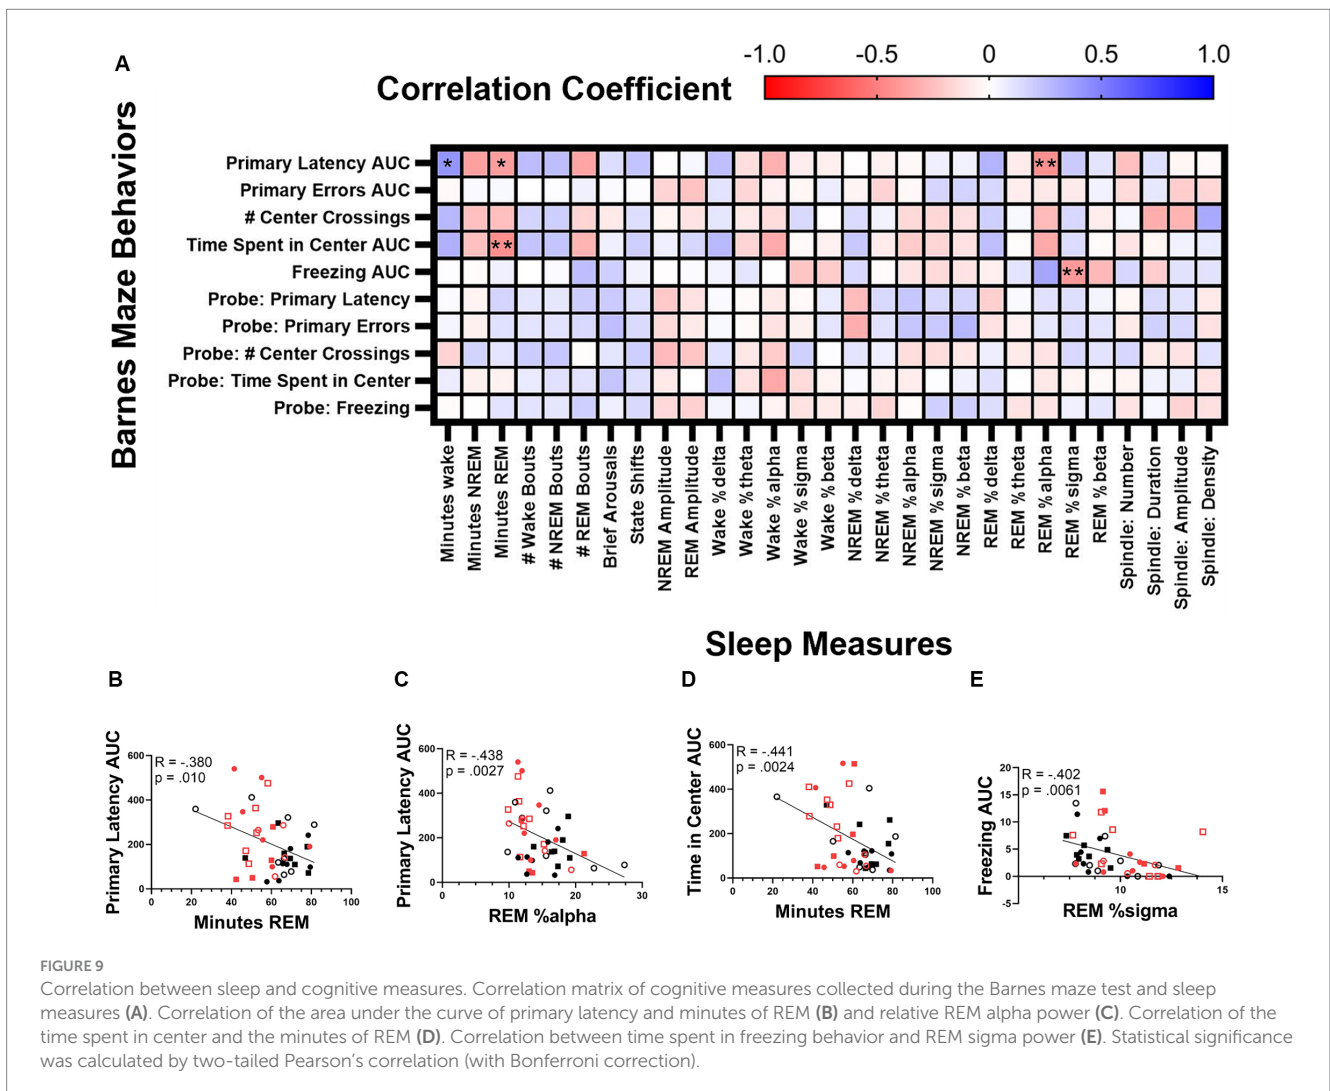 A
-1.0 -0.5 0 0.5 1.0
Correlation Coefficient
Barnes Maze Behaviors
Primary Latency AUC * * **
Primary Errors AUC
# Center Crossings
Time Spent in Center AUC **
Freezing AUC **
Probe: Primary Latency
Probe: Primary Errors
Probe: # Center Crossings
Probe: Time Spent in Center
Probe: Freezing
Minutes wake
Minutes NREM
Minutes REM
# Wake Bouts
# NREM Bouts
# REM Bouts
Brief Arousals
State Shifts
NREM Amplitude
REM Amplitude
Wake % delta
Wake % theta
Wake % alpha
Wake % sigma
Wake % beta
NREM % delta
NREM % theta
NREM % alpha
NREM % sigma
NREM % beta
REM % delta
REM % theta
REM % alpha
REM % sigma
REM % beta
Spindle: Number
Spindle: Duration
Spindle: Amplitude
Spindle: Density
Sleep Measures
B
Primary Latency AUC
600
400
200
0
R = -.380
p = .010
0 20 40 60 80 100
Minutes REM
C
Primary Latency AUC
600
400
200
0
R = -.438
p = .0027
0 10 20 30
REM %alpha
D
Time in Center AUC
600
400
200
0
R = -.441
p = .0024
0 20 40 60 80 100
Minutes REM
E
Freezing AUC
20
15
10
5
0
-5
R = -.402
p = .0061
10 15
REM %sigma
FIGURE 9
Correlation between sleep and cognitive measures. Correlation matrix of cognitive measures collected during the Barnes maze test and sleep
measures (A). Correlation of the area under the curve of primary latency and minutes of REM (B) and relative REM alpha power (C). Correlation of the
time spent in center and the minutes of REM (D). Correlation between time spent in freezing behavior and REM sigma power (E). Statistical significance
was calculated by two-tailed Pearson's correlation (with Bonferroni correction).